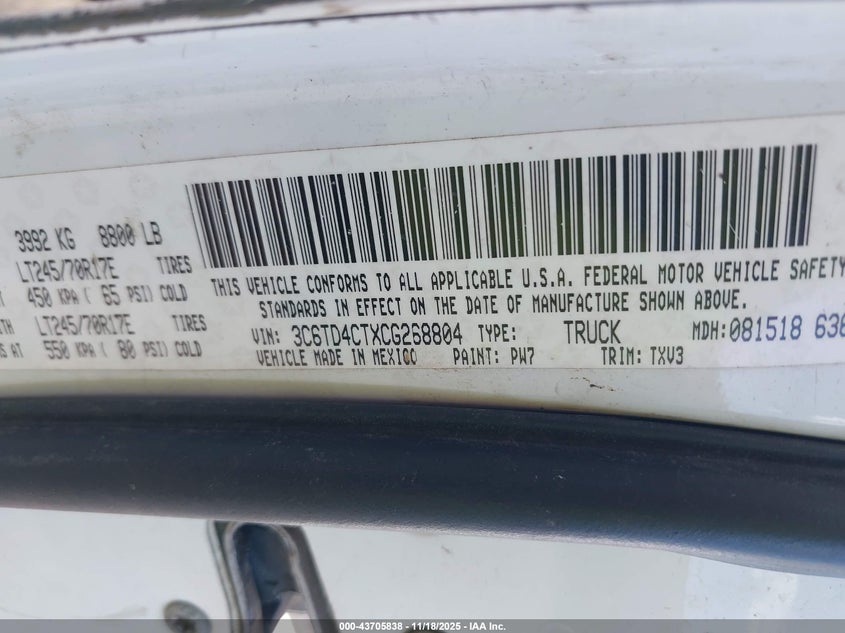 3992 KG 8800 LB
LT245/70R17E TIRES
450 KPA ( 65 PSI) COLD
LT245/70R17E TIRES
550 KPA ( 80 PSI) COLD
THIS VEHICLE CONFORMS TO ALL APPLICABLE U.S.A. FEDERAL MOTOR VEHICLE SAFETY
STANDARDS IN EFFECT ON THE DATE OF MANUFACTURE SHOWN ABOVE.
VIN: 3C6TD4CTXCG268804 TYPE: TRUCK MDH:081518 
VEHICLE MADE IN MEXICO PAINT: PW7 TRIM: TXV3
000-43705838 - 11/18/2025 - IAA Inc.